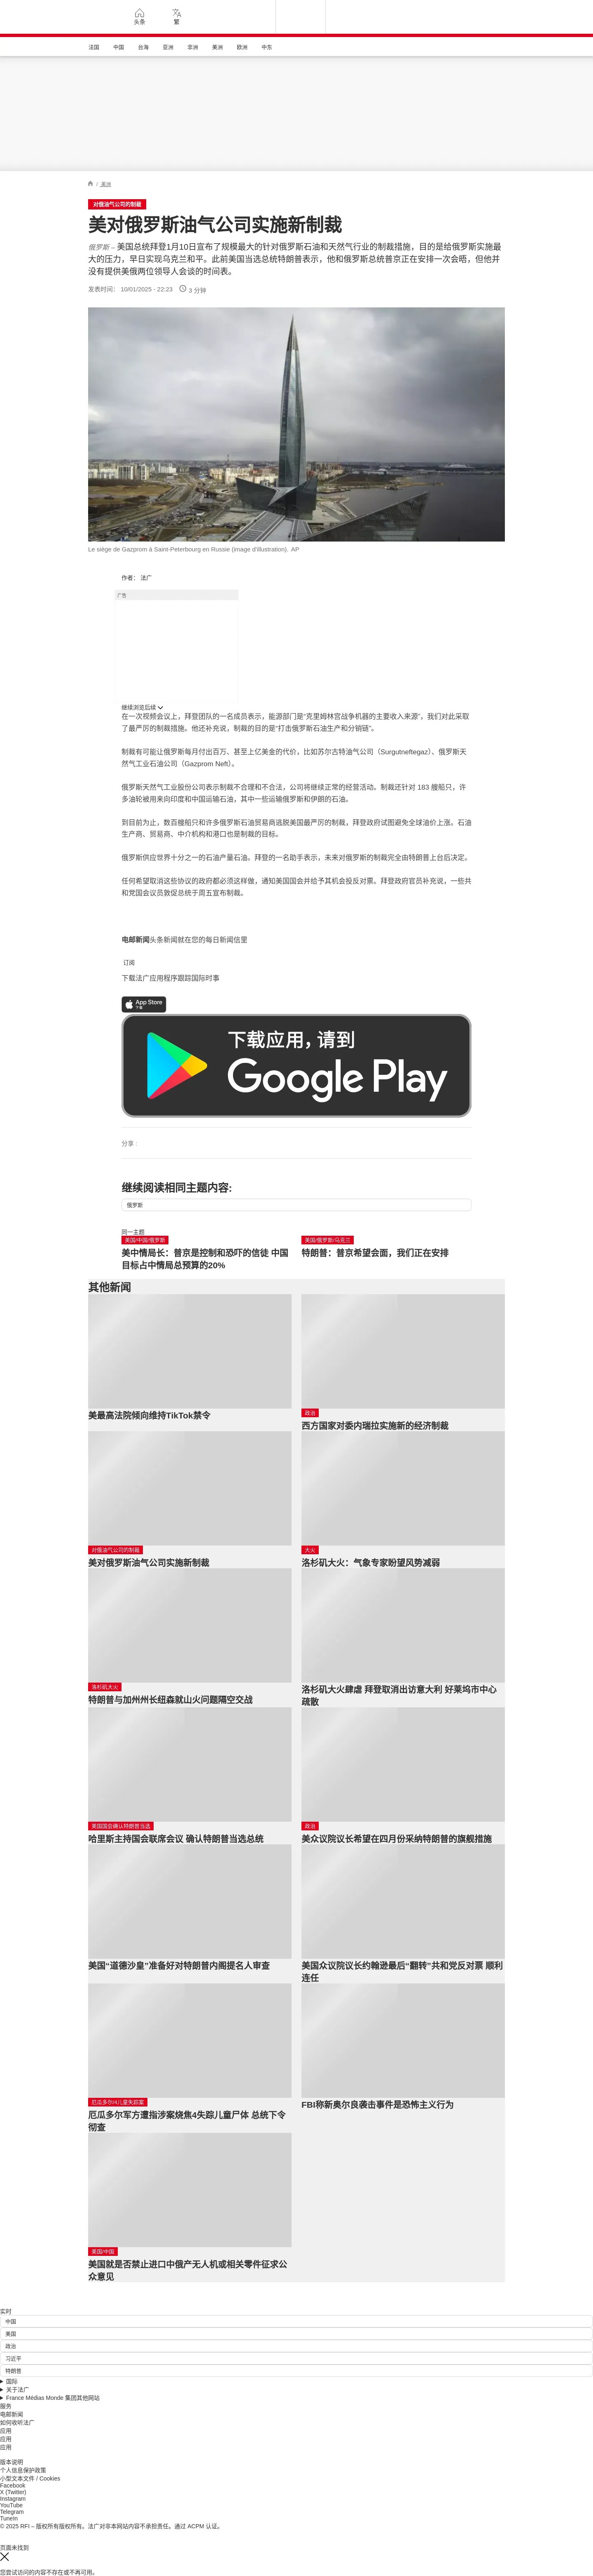 头条
繁
法国 中国 台海 亚洲 非洲 美洲 欧洲 中东
/ 美洲
对俄油气公司的制裁
美对俄罗斯油气公司实施新制裁
俄罗斯 – 美国总统拜登1月10日宣布了规模最大的针对俄罗斯石油和天然气行业的制裁措施，目的是给俄罗斯实施最
大的压力，早日实现乌克兰和平。此前美国当选总统特朗普表示，他和俄罗斯总统普京正在安排一次会晤，但他并
没有提供美俄两位领导人会谈的时间表。
发表时间： 10/01/2025 - 22:23 3 分钟
Le siège de Gazprom à Saint-Peterbourg en Russie (image d'illustration). AP
作者： 法广
广告
继续浏览后续
在一次视频会议上，拜登团队的一名成员表示，能源部门是“克里姆林宫战争机器的主要收入来源”，我们对此采取
了最严厉的制裁措施。他还补充说，制裁的目的是“打击俄罗斯石油生产和分销链”。
制裁有可能让俄罗斯每月付出百万、甚至上亿美金的代价，比如苏尔古特油气公司（Surgutneftegaz）、俄罗斯天
然气工业石油公司（Gazprom Neft）。
俄罗斯天然气工业股份公司表示制裁不合理和不合法，公司将继续正常的经营活动。制裁还针对 183 艘船只，许
多油轮被用来向印度和中国运输石油，其中一些运输俄罗斯和伊朗的石油。
到目前为止，数百艘船只和许多俄罗斯石油贸易商逃脱美国最严厉的制裁，拜登政府试图避免全球油价上涨。石油
生产商、贸易商、中介机构和港口也是制裁的目标。
俄罗斯供应世界十分之一的石油产量石油。拜登的一名助手表示，未来对俄罗斯的制裁完全由特朗普上台后决定。
任何希望取消这些协议的政府都必须这样做，通知美国国会并给予其机会投反对票。拜登政府官员补充说，一些共
和党国会议员敦促总统于周五宣布制裁。
电邮新闻头条新闻就在您的每日新闻信里
订阅
下载法广应用程序跟踪国际时事
App Store
下载
下载应用，请到
Google Play
分享 :
继续阅读相同主题内容:
俄罗斯
同一主题
美国/中国/俄罗斯
美中情局长：普京是控制和恐吓的信徒 中国
目标占中情局总预算的20%
美国/俄罗斯/乌克兰
特朗普：普京希望会面，我们正在安排
其他新闻
美最高法院倾向维持TikTok禁令
政治
西方国家对委内瑞拉实施新的经济制裁
对俄油气公司的制裁
美对俄罗斯油气公司实施新制裁
大火
洛杉矶大火：气象专家盼望风势减弱
洛杉矶大火
特朗普与加州州长纽森就山火问题隔空交战
洛杉矶大火肆虐 拜登取消出访意大利 好莱坞市中心
疏散
美国国会确认特朗普当选
哈里斯主持国会联席会议 确认特朗普当选总统
政治
美众议院议长希望在四月份采纳特朗普的旗舰措施
美国“道德沙皇”准备好对特朗普内阁提名人审查
美国众议院议长约翰逊最后“翻转”共和党反对票 顺利
连任
厄瓜多尔/4儿童失踪案
厄瓜多尔军方遭指涉案烧焦4失踪儿童尸体 总统下令
彻查
FBI称新奥尔良袭击事件是恐怖主义行为
美国/中国
美国就是否禁止进口中俄产无人机或相关零件征求公
众意见
实时
中国
美国
政治
习近平
特朗普
国际
关于法广
France Médias Monde 集团其他网站
服务
电邮新闻
如何收听法广
应用
应用
应用
版本说明
个人信息保护政策
小型文本文件 / Cookies
Facebook
X (Twitter)
Instagram
YouTube
Telegram
TuneIn
© 2025 RFI – 版权所有版权所有。法广对非本网站内容不承担责任。通过 ACPM 认证。
页面未找到
您尝试访问的内容不存在或不再可用。